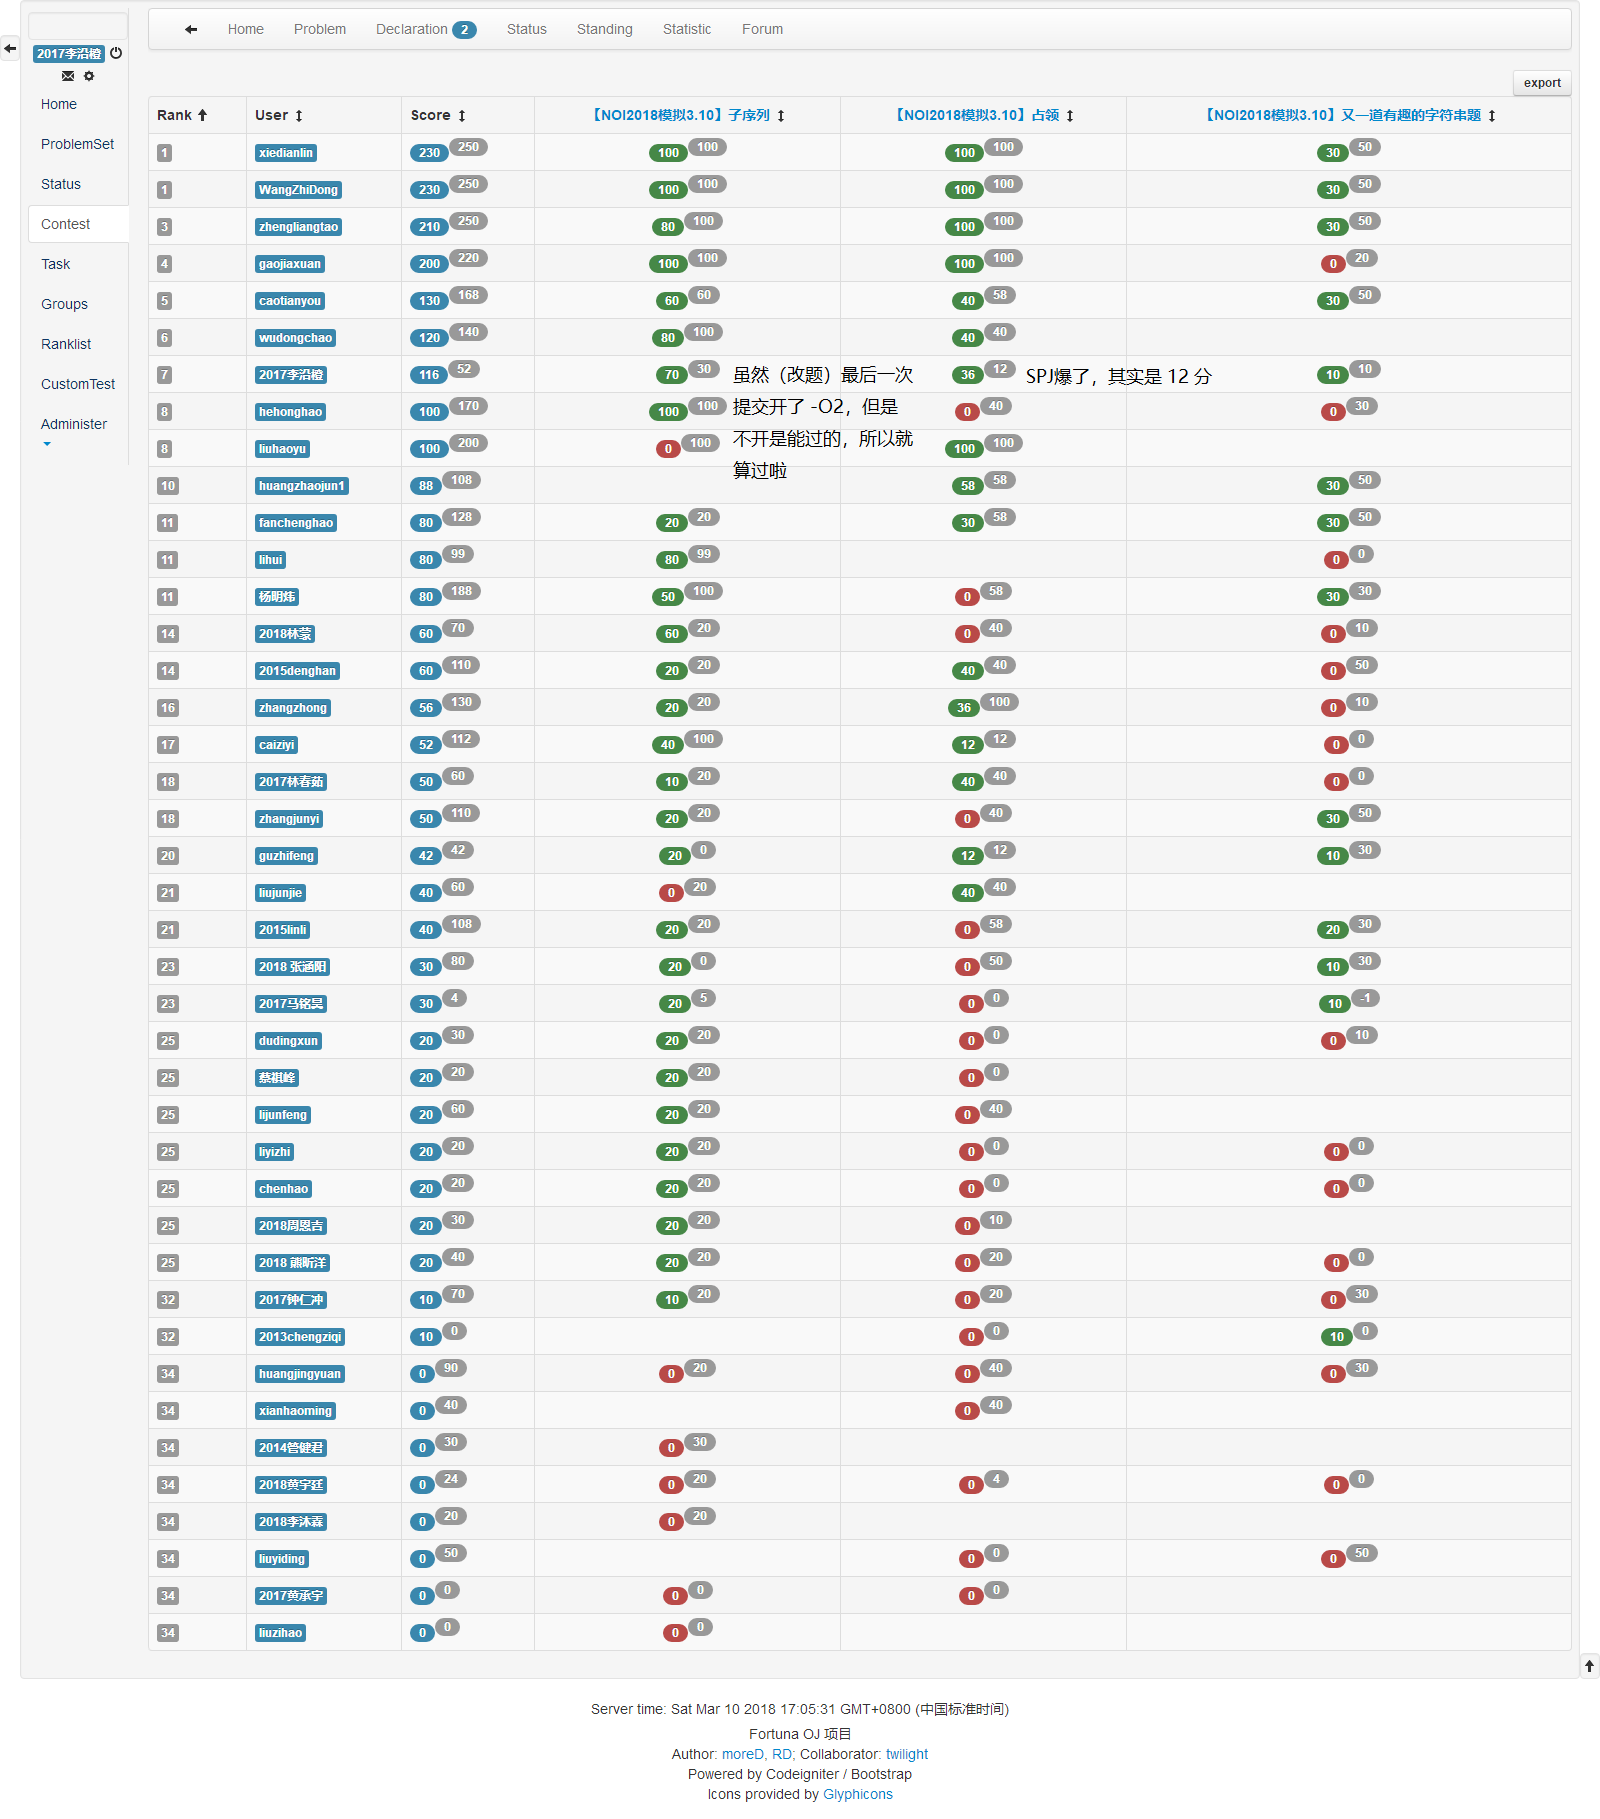 Home Problem Declaration 2 Status Standing Statistic Forum
2017李沿橙
Home
ProblemSet
Status
Contest
Task
Groups
Ranklist
CustomTest
Administer
export
Rank User Score 【NOI2018模拟3.10】子序列 【NOI2018模拟3.10】占领 【NOI2018模拟3.10】又一道有趣的字符串题
1 xiedianlin 230 250 100 100 100 100 30 50
1 WangZhiDong 230 250 100 100 100 100 30 50
3 zhengliangtao 210 250 80 100 100 100 30 50
4 gaojiaxuan 200 220 100 100 100 100 0 20
5 caotianyou 130 168 60 60 40 58 30 50
6 wudongchao 120 140 80 100 40 40
7 2017李沿橙 116 52 70 30 36 12 10 10
虽然（改题）最后一次
提交开了 -O2，但是
不开是能过的，所以就
算过啦
SPJ爆了，其实是 12 分
8 hehonghao 100 170 100 100 0 40 0 30
8 liuhaoyu 100 200 0 100 100 100
10 huangzhaojun1 88 108 58 58 30 50
11 fanchenghao 80 128 20 20 30 58 30 50
11 lihui 80 99 80 99 0 0
11 杨明炜 80 188 50 100 0 58 30 30
14 2018林蒙 60 70 60 20 0 40 0 10
14 2015denghan 60 110 20 20 40 40 0 50
16 zhangzhong 56 130 20 20 36 100 0 10
17 caiziyi 52 112 40 100 12 12 0 0
18 2017林春茹 50 60 10 20 40 40 0 0
18 zhangjunyi 50 110 20 20 0 40 30 50
20 guzhifeng 42 42 20 0 12 12 10 30
21 liujunjie 40 60 0 20 40 40
21 2015linli 40 108 20 20 0 58 20 30
23 2018 张涵阳 30 80 20 0 0 50 10 30
23 2017马铭昊 30 4 20 5 0 0 10 -1
25 dudingxun 20 30 20 20 0 0 0 10
25 蔡祺峰 20 20 20 20 0 0
25 lijunfeng 20 60 20 20 0 40
25 liyizhi 20 20 20 20 0 0 0 0
25 chenhao 20 20 20 20 0 0 0 0
25 2018周恩吉 20 30 20 20 0 10
25 2018 熊昕洋 20 40 20 20 0 20 0 0
32 2017钟仁冲 10 70 10 20 0 20 0 30
32 2013chengziqi 10 0 0 0 10 0
34 huangjingyuan 0 90 0 20 0 40 0 30
34 xianhaoming 0 40 0 40
34 2014管健君 0 30 0 30
34 2018黄宇廷 0 24 0 20 0 4 0 0
34 2018李沐霖 0 20 0 20
34 liuyiding 0 50 0 0 0 50
34 2017黄承宇 0 0 0 0 0 0
34 liuzihao 0 0 0 0
Server time: Sat Mar 10 2018 17:05:31 GMT+0800 (中国标准时间)
Fortuna OJ 项目
Author: moreD, RD; Collaborator: twilight
Powered by Codeigniter / Bootstrap
Icons provided by Glyphicons